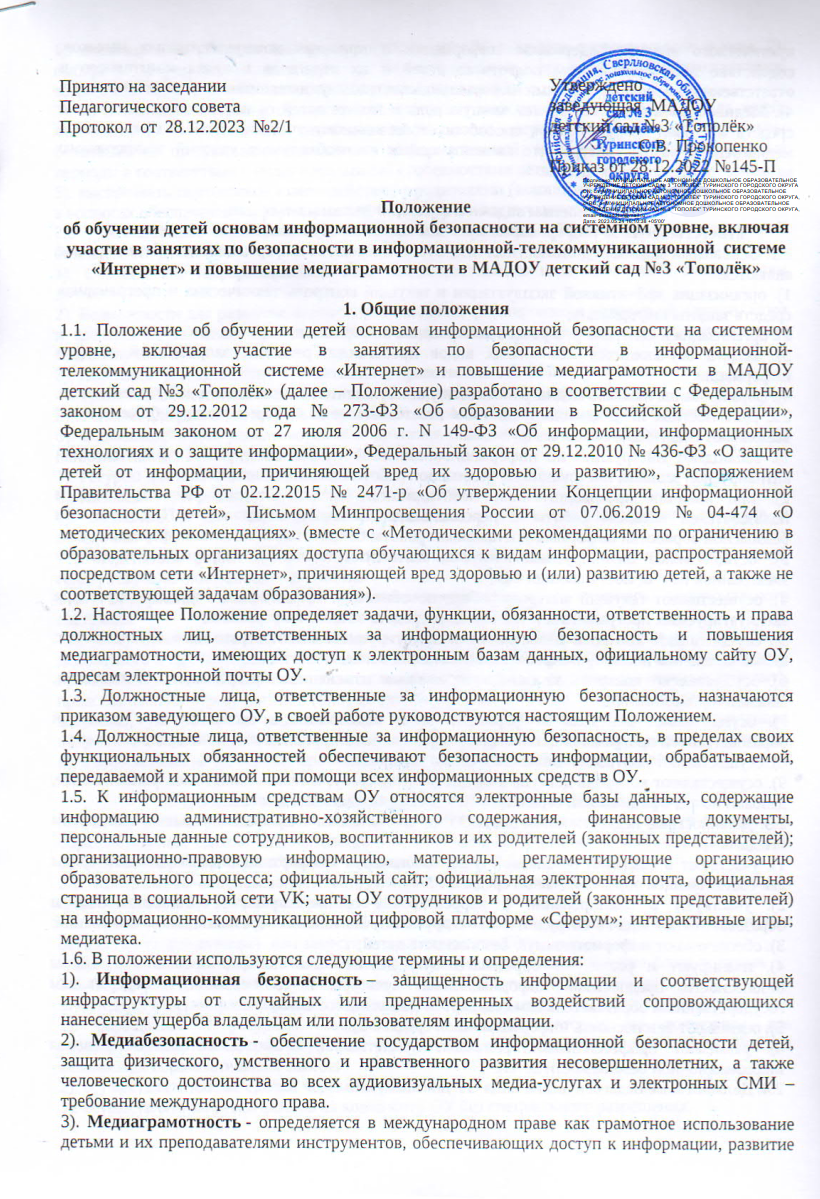 Принято на заседании
Педагогического совета
Протокол от 28.12.2023 №2/1
Утверждено
заведующая МАДОУ
детский сад №3 «Тополёк»
С.В. Прокопенко
Приказ от 28.12.2022 №145-П
Положение
об обучении детей основам информационной безопасности на системном уровне, включая
участие в занятиях по безопасности в информационной-телекоммуникационной системе
«Интернет» и повышение медиаграмотности в МАДОУ детский сад №3 «Тополёк»
1. Общие положения
1.1. Положение об обучении детей основам информационной безопасности на системном
уровне, включая участие в занятиях по безопасности в информационной-
телекоммуникационной системе «Интернет» и повышение медиаграмотности в МАДОУ
детский сад №3 «Тополёк» (далее – Положение) разработано в соответствии с Федеральным
законом от 29.12.2012 года № 273-ФЗ «Об образовании в Российской Федерации»,
Федеральным законом от 27 июля 2006 г. N 149-ФЗ «Об информации, информационных
технологиях и о защите информации», Федеральный закон от 29.12.2010 № 436-ФЗ «О защите
детей от информации, причиняющей вред их здоровью и развитию», Распоряжением
Правительства РФ от 02.12.2015 № 2471-р «Об утверждении Концепции информационной
безопасности детей», Письмом Минпросвещения России от 07.06.2019 № 04-474 «О
методических рекомендациях» (вместе с «Методическими рекомендациями по ограничению в
образовательных организациях доступа обучающихся к видам информации, распространяемой
посредством сети «Интернет», причиняющей вред здоровью и (или) развитию детей, а также не
соответствующей задачам образования»).
1.2. Настоящее Положение определяет задачи, функции, обязанности, ответственность и права
должностных лиц, ответственных за информационную безопасность и повышения
медиаграмотности, имеющих доступ к электронным базам данных, официальному сайту ОУ,
адресам электронной почты ОУ.
1.3. Должностные лица, ответственные за информационную безопасность, назначаются
приказом заведующего ОУ, в своей работе руководствуются настоящим Положением.
1.4. Должностные лица, ответственные за информационную безопасность, в пределах своих
функциональных обязанностей обеспечивают безопасность информации, обрабатываемой,
передаваемой и хранимой при помощи всех информационных средств в ОУ.
1.5. К информационным средствам ОУ относятся электронные базы данных, содержащие
информацию административно-хозяйственного содержания, финансовые документы,
персональные данные сотрудников, воспитанников и их родителей (законных представителей);
организационно-правовую информацию, материалы, регламентирующие организацию
образовательного процесса; официальный сайт; официальная электронная почта, официальная
страница в социальной сети VK; чаты ОУ сотрудников и родителей (законных представителей)
на информационно-коммуникационной цифровой платформе «Сферум»; интерактивные игры;
медиатека.
1.6. В положении используются следующие термины и определения:
1). Информационная безопасность – защищенность информации и соответствующей
инфраструктуры от случайных или преднамеренных воздействий сопровождающихся
нанесением ущерба владельцам или пользователям информации.
2). Медиабезопасность - обеспечение государством информационной безопасности детей,
защита физического, умственного и нравственного развития несовершеннолетних, а также
человеческого достоинства во всех аудиовизуальных медиа-услугах и электронных СМИ –
требование международного права.
3). Медиаграмотность - определяется в международном праве как грамотное использование
детьми и их преподавателями инструментов, обеспечивающих доступ к информации, развитие